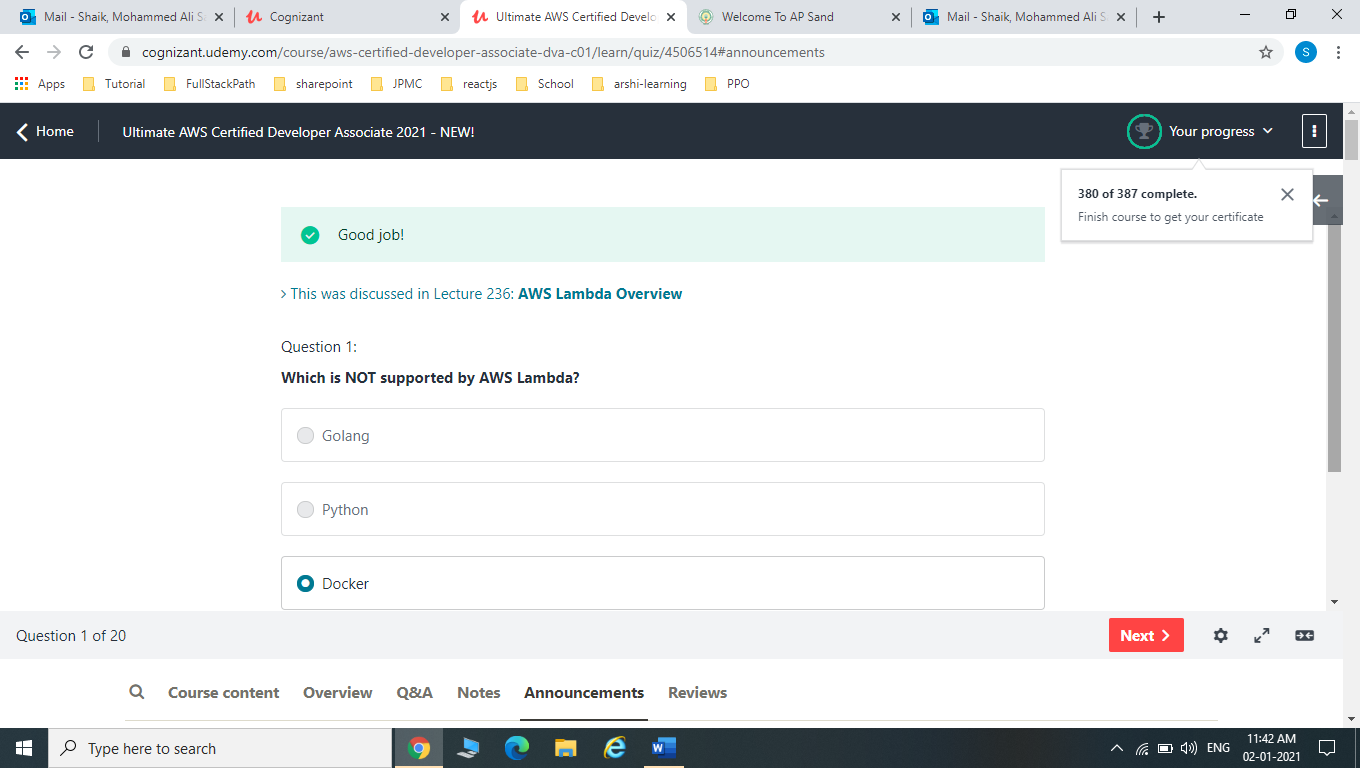 Mail - Shaik, Mohammed Ali S
Cognizant
Ultimate AWS Certified Develo
Welcome To AP Sand
Mail - Shaik, Mohammed Ali S
cognizant.udemy.com/course/aws-certified-developer-associate-dva-c01/learn/quiz/4506514#announcements
S
Apps
Tutorial
FullStackPath
sharepoint
JPMC
reactjs
School
arshi-learning
PPO
Home
Ultimate AWS Certified Developer Associate 2021 - NEW!
Your progress
380 of 387 complete.
Finish course to get your certificate
Good job!
> This was discussed in Lecture 236: AWS Lambda Overview
Question 1:
Which is NOT supported by AWS Lambda?
Golang
Python
Docker
Question 1 of 20
Next
Course content
Overview
Q&A
Notes
Announcements
Reviews
Type here to search
ENG
11:42 AM
02-01-2021